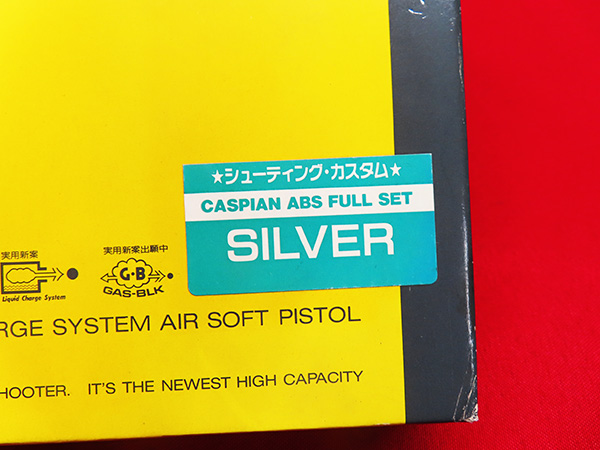 ★シューティング・カスタム★
CASPIAN ABS FULL SET
SILVER
実用新案
Liquid Charge System
実用新案出願中
G・B
GAS-BLK
SYSTEM AIR SOFT PISTOL
IT'S THE NEWEST HIGH CAPACITY